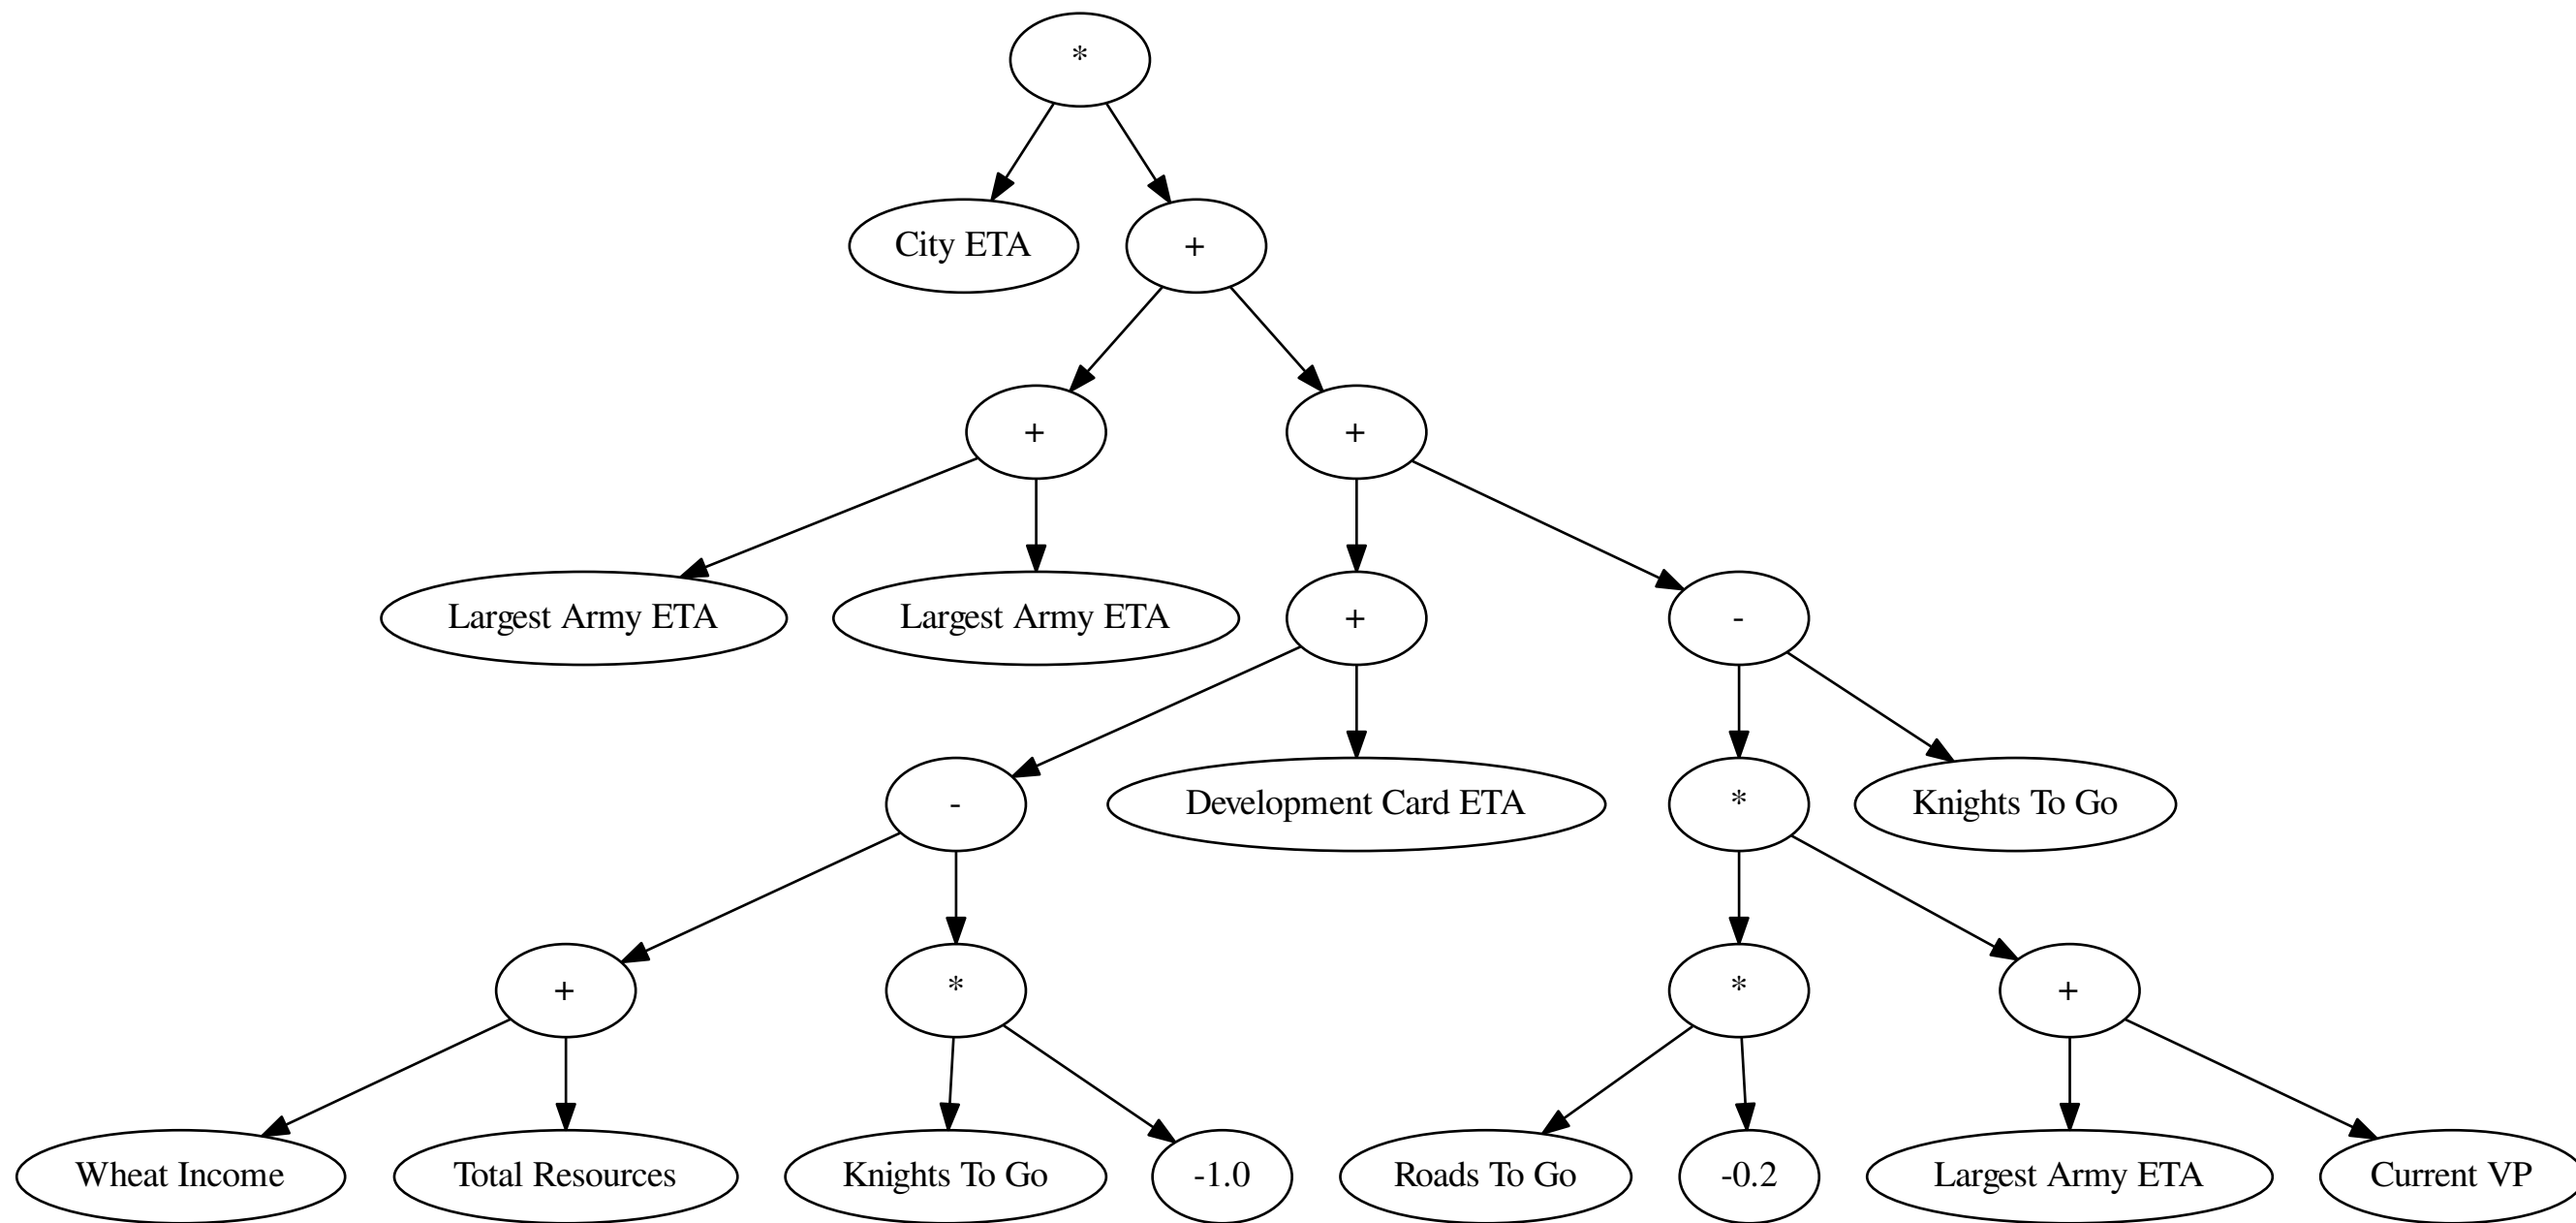 *
City ETA
+
+
+
Largest Army ETA
Largest Army ETA
+
-
-
Development Card ETA
*
Knights To Go
+
*
*
+
Wheat Income
Total Resources
Knights To Go
-1.0
Roads To Go
-0.2
Largest Army ETA
Current VP